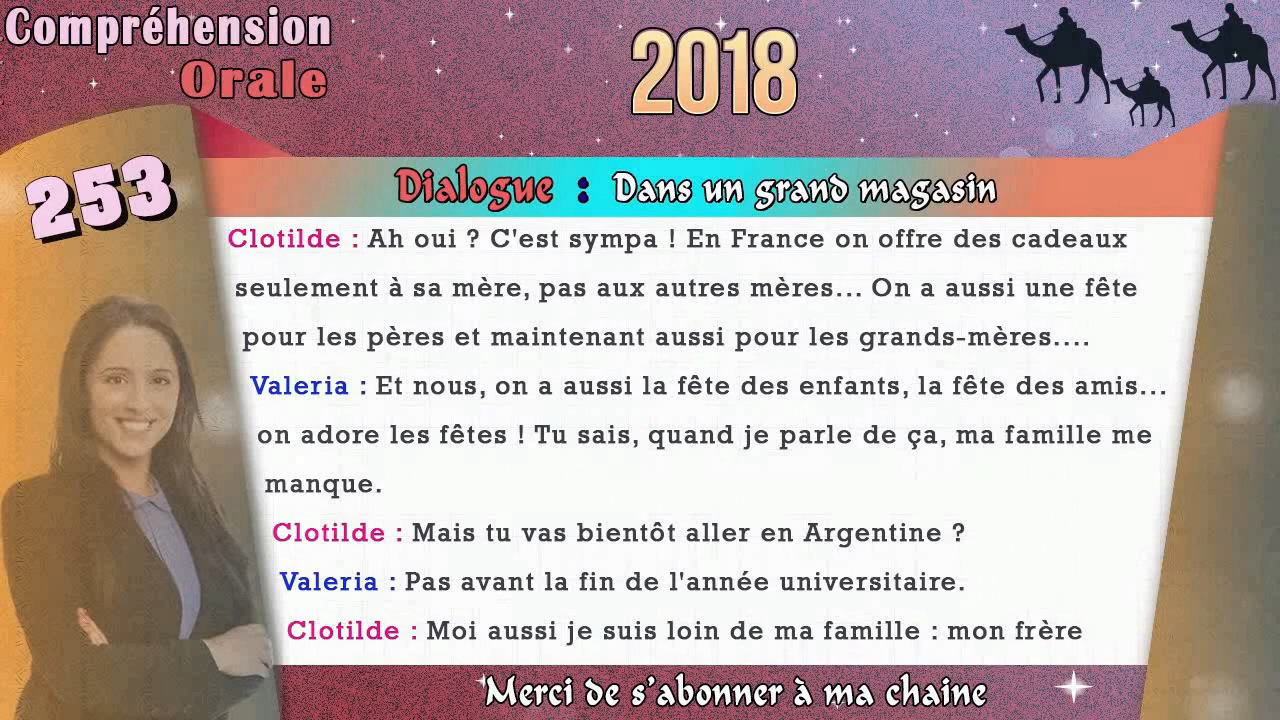 Compréhension
Orale
2018
253
Dialogue : Dans un grand magasin
Clotilde : Ah oui ? C'est sympa ! En France on offre des cadeaux
seulement à sa mère, pas aux autres mères... On a aussi une fête
pour les pères et maintenant aussi pour les grands-mères....
Valeria : Et nous, on a aussi la fête des enfants, la fête des amis...
on adore les fêtes ! Tu sais, quand je parle de ça, ma famille me
manque.
Clotilde : Mais tu vas bientôt aller en Argentine ?
Valeria : Pas avant la fin de l'année universitaire.
Clotilde : Moi aussi je suis loin de ma famille : mon frère
Merci de s'abonner à ma chaine